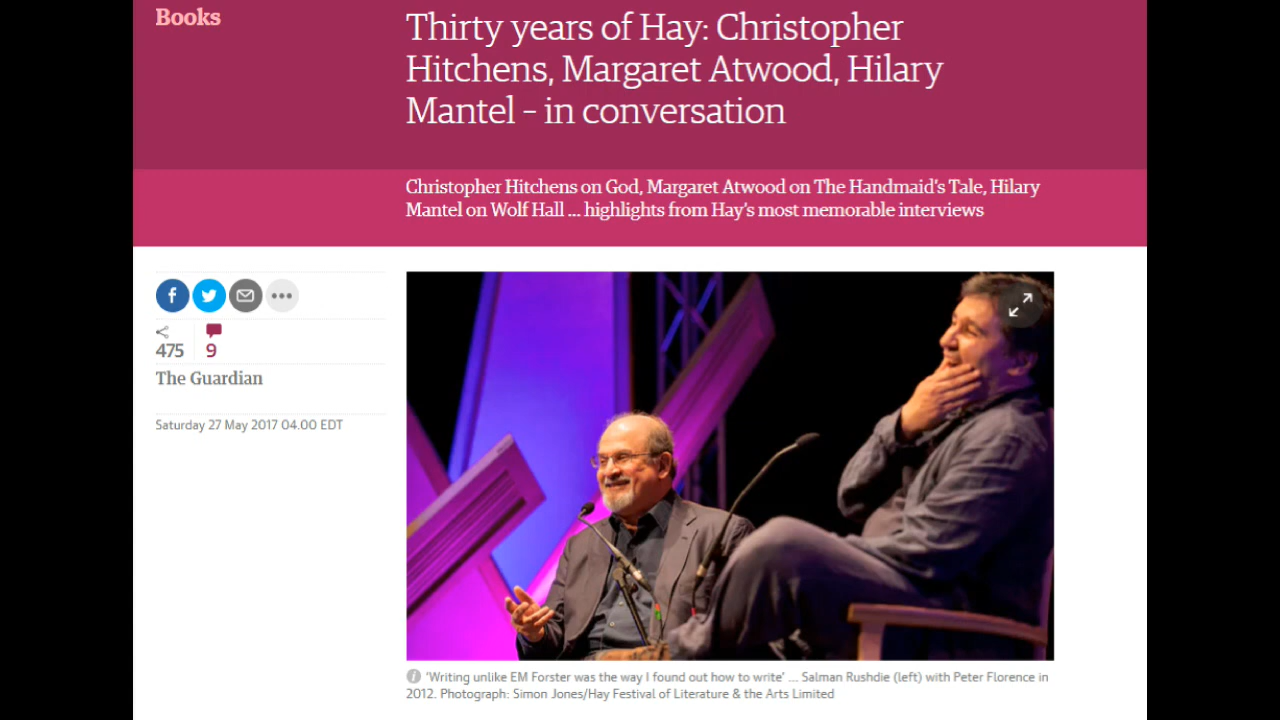 Books
Thirty years of Hay: Christopher
Hitchens, Margaret Atwood, Hilary
Mantel – in conversation
Christopher Hitchens on God, Margaret Atwood on The Handmaid's Tale, Hilary
Mantel on Wolf Hall ... highlights from Hay's most memorable interviews
475 9
The Guardian
Saturday 27 May 2017 04.00 EDT
'Writing unlike EM Forster was the way I found out how to write' ... Salman Rushdie (left) with Peter Florence in
2012. Photograph: Simon Jones/Hay Festival of Literature & the Arts Limited